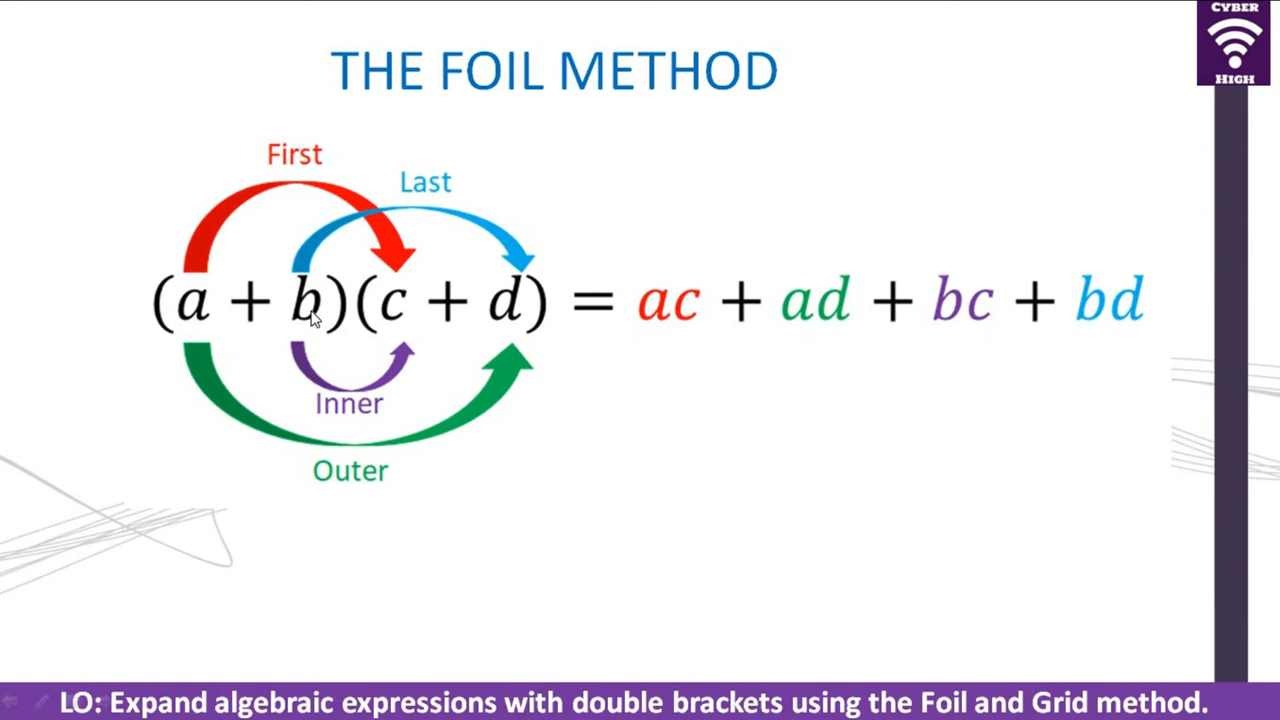 CYBER
HIGH
THE FOIL METHOD
First
Last
(a + b)(c + d) = ac + ad + bc + bd
Inner
Outer
LO: Expand algebraic expressions with double brackets using the Foil and Grid method.